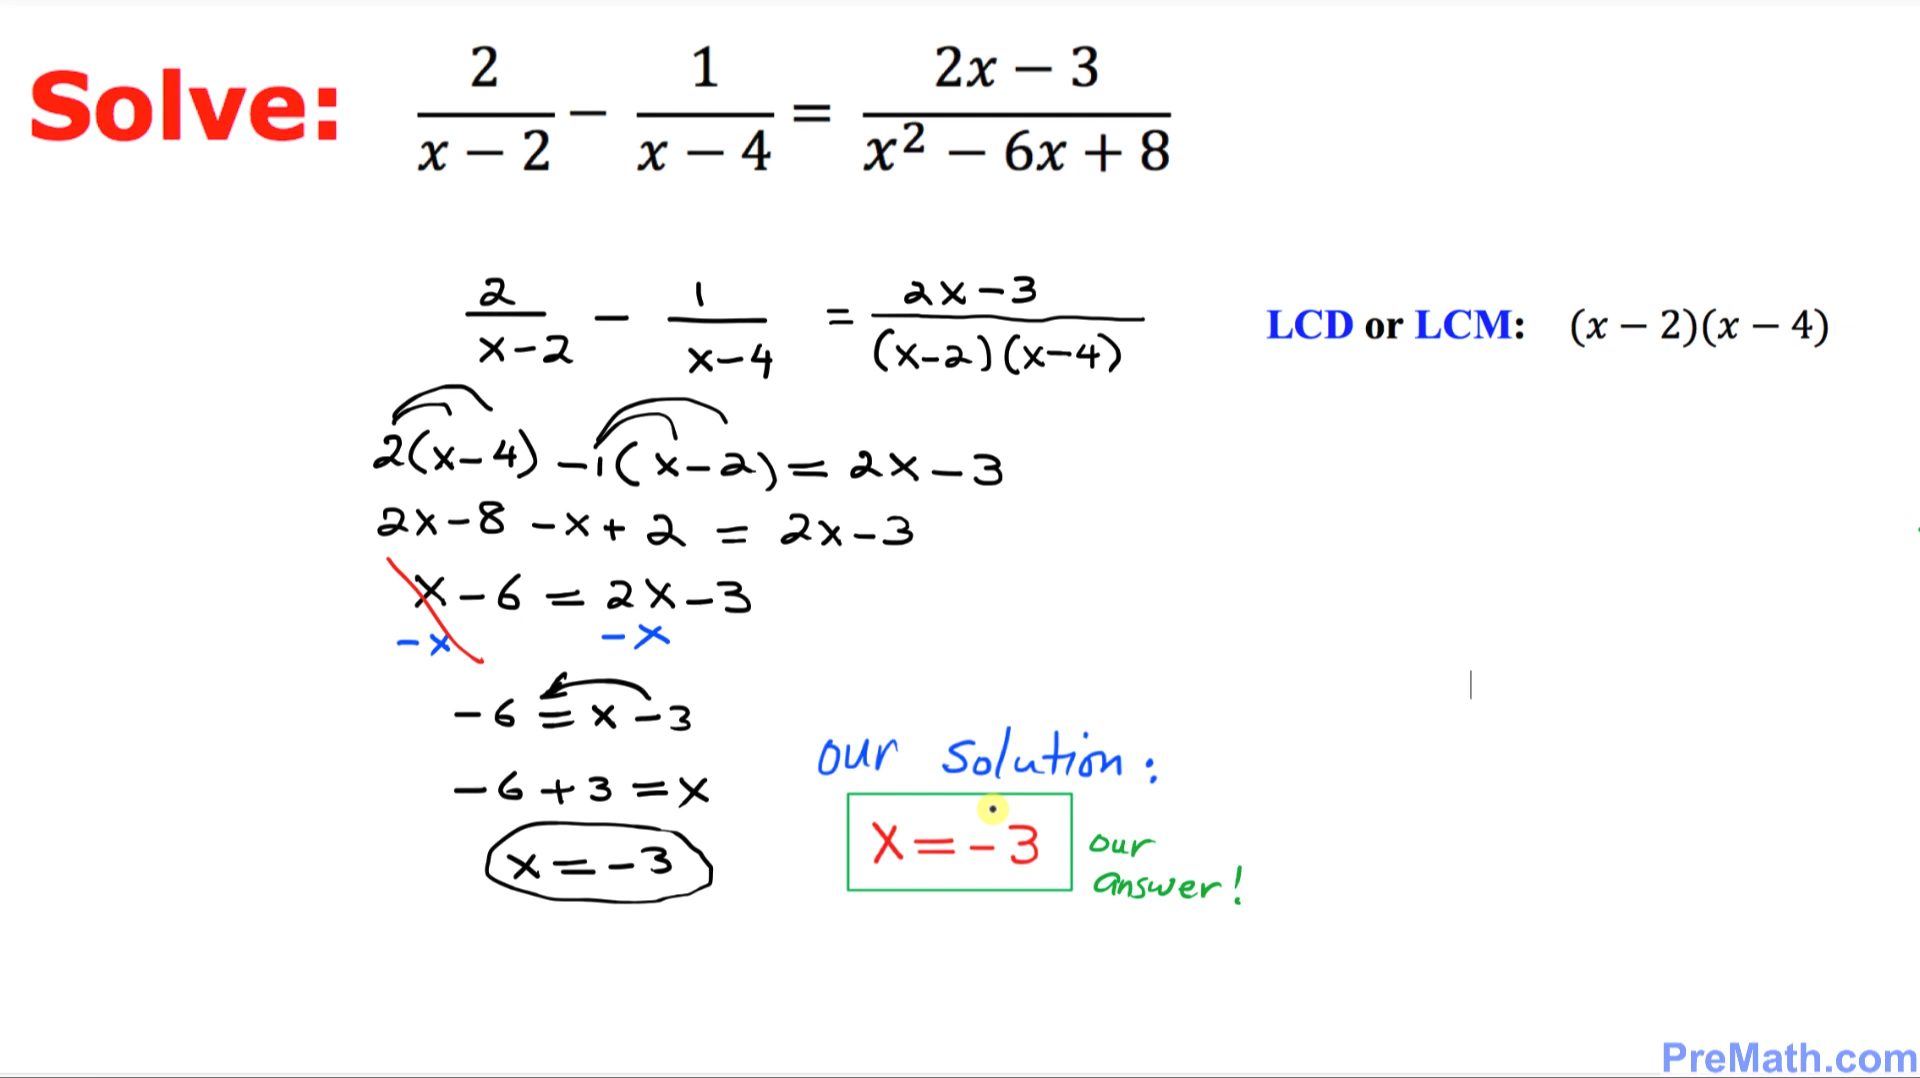 Solve: 2/(x − 2) − 1/(x − 4) = (2x − 3)/(x² − 6x + 8)
2/(x−2) − 1/(x−4) = (2x−3)/((x−2)(x−4))
LCD or LCM: (x − 2)(x − 4)
2(x−4) −1(x−2) = 2x−3
2x−8 −x+2 = 2x−3
x−6 = 2x−3
−x −x
−6 = x−3
−6+3 = x
x = −3
our solution:
x = −3
our
answer!
PreMath.com